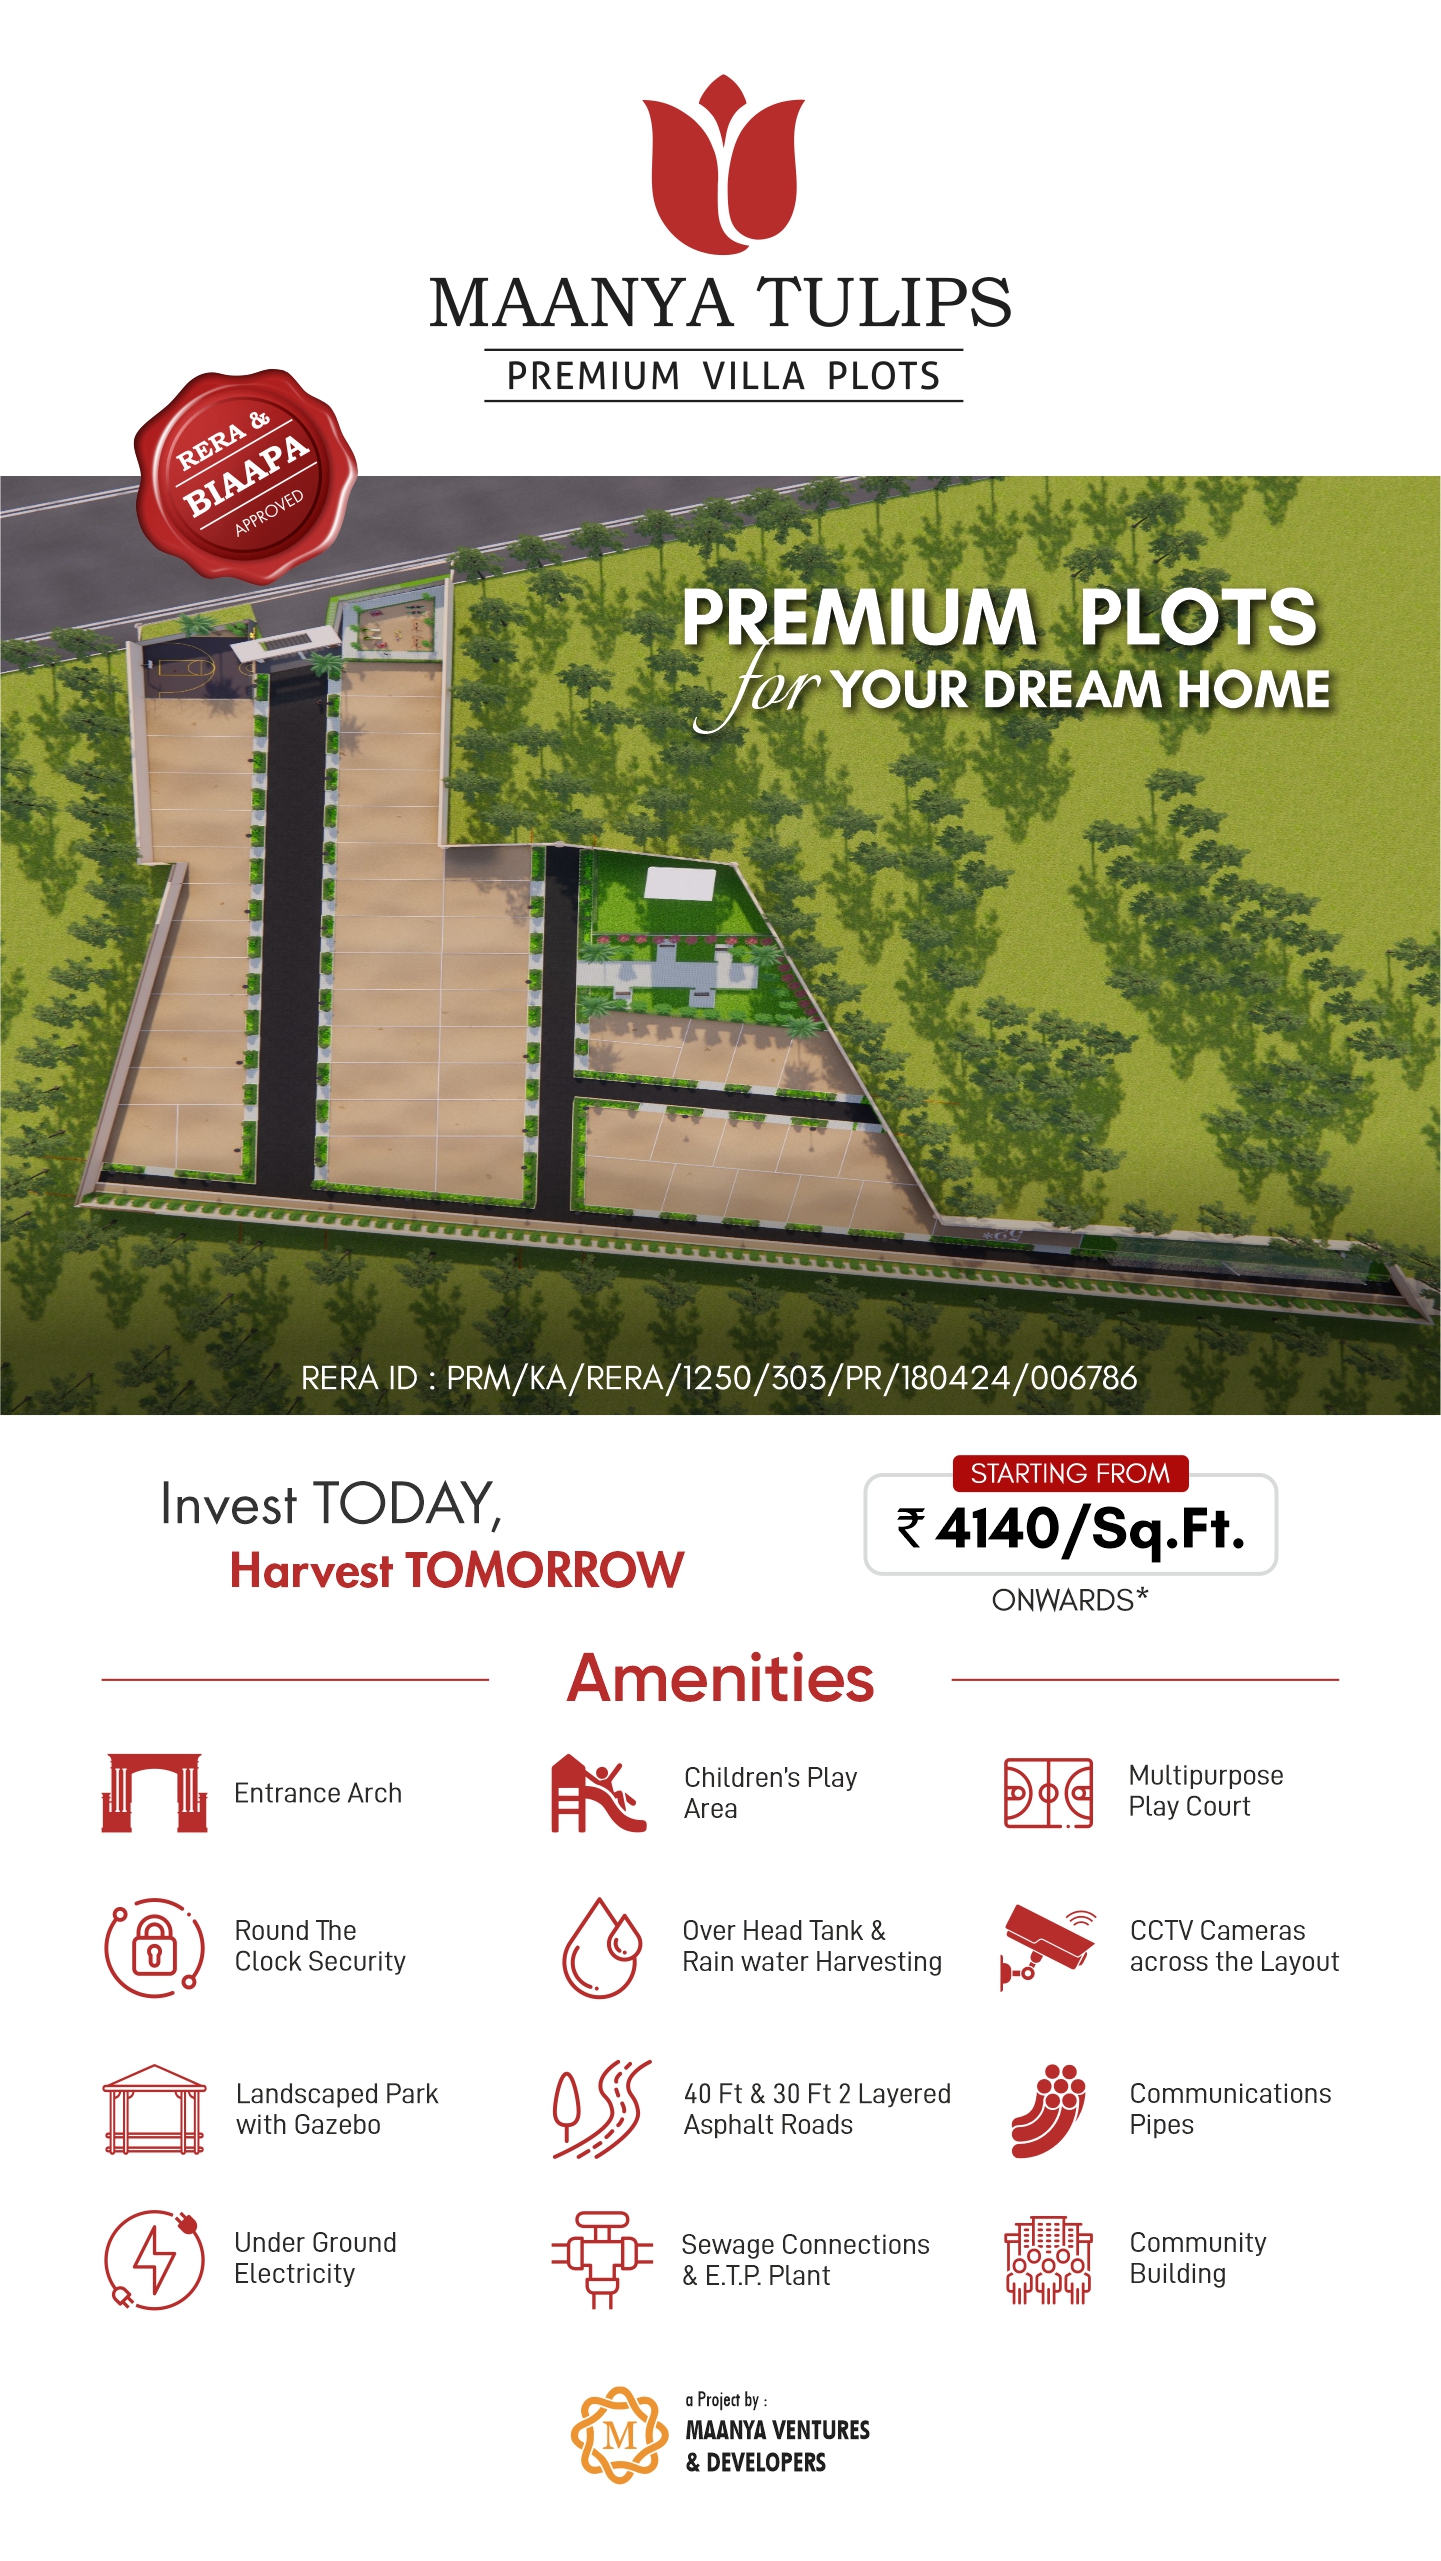 MAANYA TULIPS
PREMIUM VILLA PLOTS
RERA &
BIAAPA
APPROVED
PREMIUM PLOTS
for YOUR DREAM HOME
RERA ID : PRM/KA/RERA/1250/303/PR/180424/006786
Invest TODAY,
Harvest TOMORROW
STARTING FROM
₹ 4140/Sq.Ft.
ONWARDS*
Amenities
Entrance Arch
Children's Play
Area
Multipurpose
Play Court
Round The
Clock Security
Over Head Tank &
Rain water Harvesting
CCTV Cameras
across the Layout
Landscaped Park
with Gazebo
40 Ft & 30 Ft 2 Layered
Asphalt Roads
Communications
Pipes
Under Ground
Electricity
Sewage Connections
& E.T.P. Plant
Community
Building
M
a Project by :
MAANYA VENTURES
& DEVELOPERS